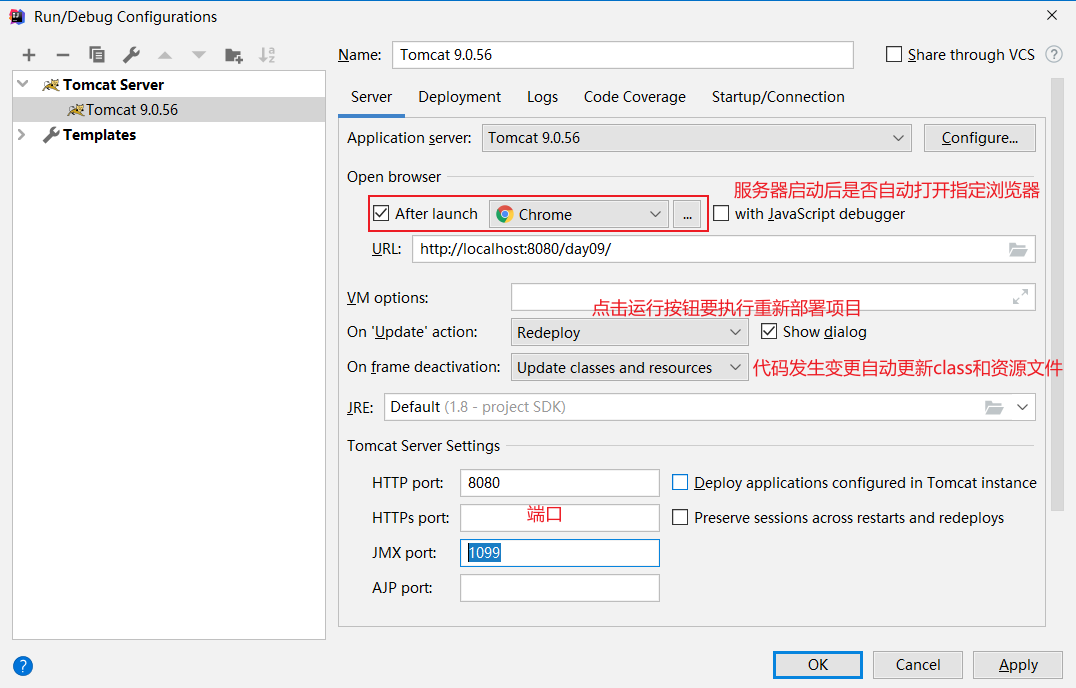 Run/Debug Configurations
Name: Tomcat 9.0.56 Share through VCS ?
Tomcat Server
Tomcat 9.0.56
Templates
Server Deployment Logs Code Coverage Startup/Connection
Application server: Tomcat 9.0.56 Configure...
Open browser
服务器启动后是否自动打开指定浏览器
After launch Chrome ... with JavaScript debugger
URL: http://localhost:8080/day09/
VM options:
点击运行按钮要执行重新部署项目
On 'Update' action: Redeploy Show dialog
On frame deactivation: Update classes and resources 代码发生变更自动更新class和资源文件
JRE: Default (1.8 - project SDK)
Tomcat Server Settings
HTTP port: 8080 Deploy applications configured in Tomcat instance
HTTPs port: 端口 Preserve sessions across restarts and redeploys
JMX port: 1099
AJP port:
? OK Cancel Apply